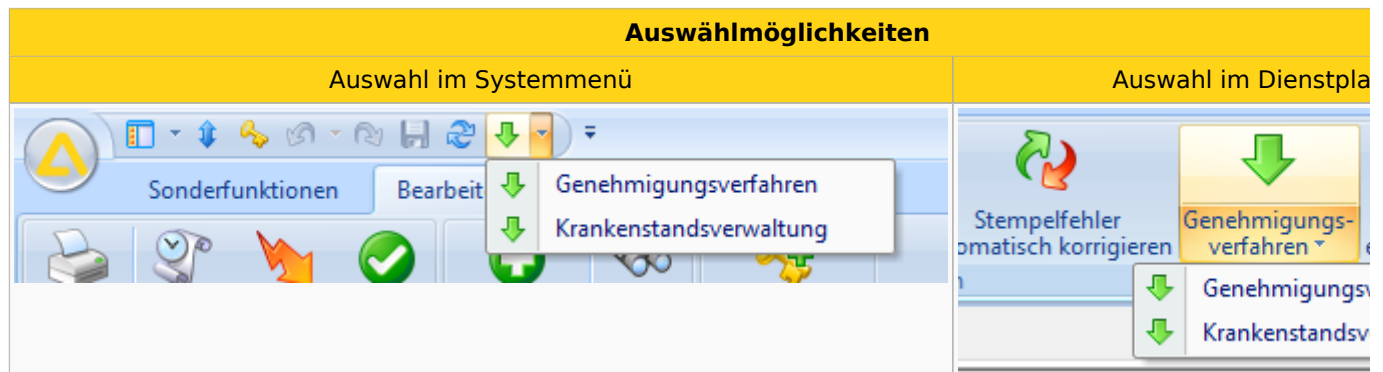 Auswählmöglichkeiten
Auswahl im Systemmenü
Auswahl im Dienstpla
Sonderfunktionen
Bearbeit
Genehmigungsverfahren
Krankenstandsverwaltung
Stempelfehler
omatisch korrigieren
Genehmigungs-
verfahren
Genehmigungsv
Krankenstandsv